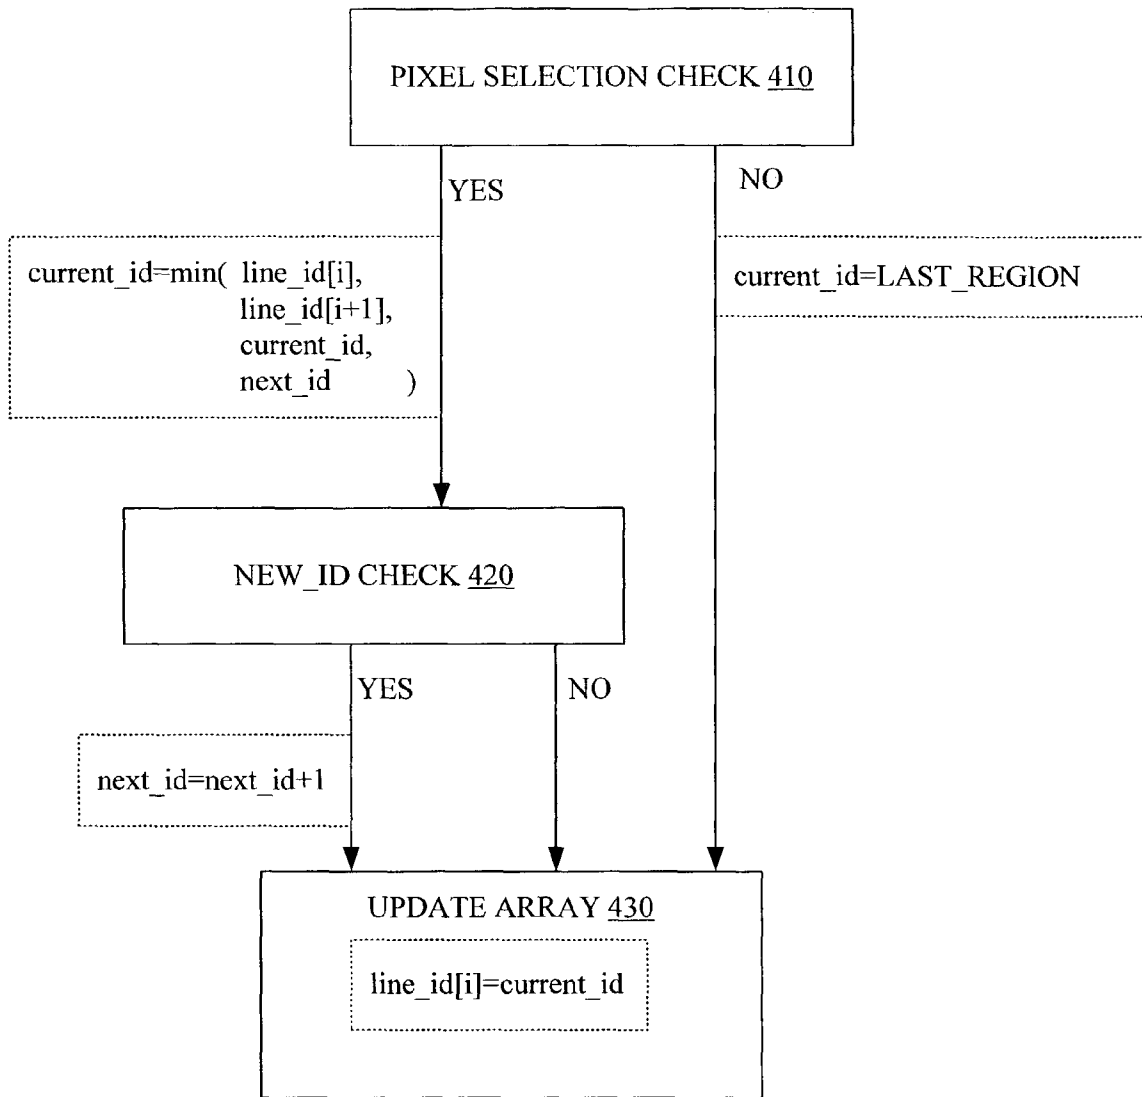 PIXEL SELECTION CHECK 410
YES
NO
current_id=min( line_id[i],
line_id[i+1],
current_id,
next_id )
current_id=LAST_REGION
NEW_ID CHECK 420
YES
NO
next_id=next_id+1
UPDATE ARRAY 430
line_id[i]=current_id